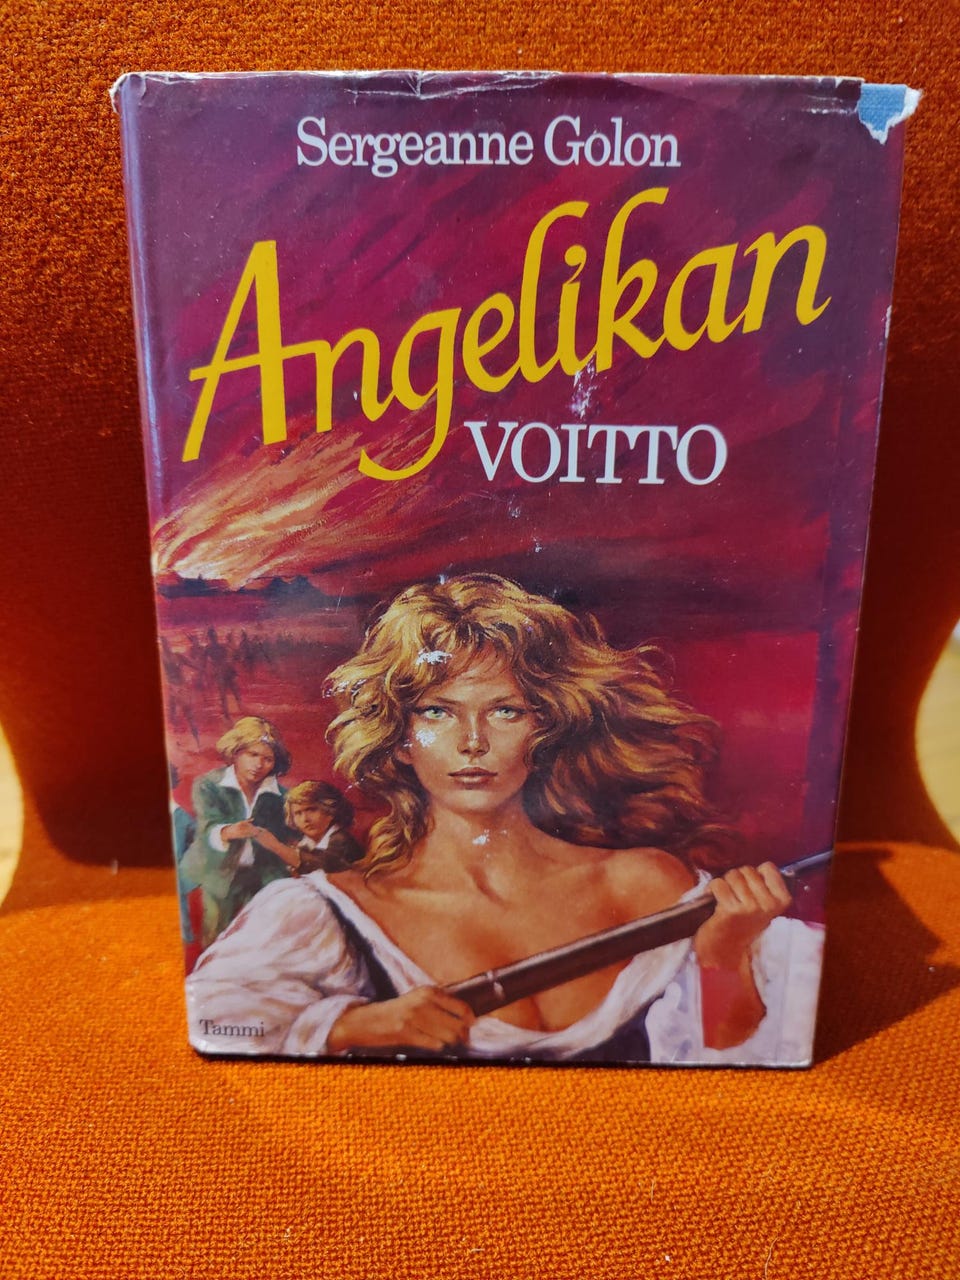 Sergeanne Golon
Angelikan
VOITTO
Tammi